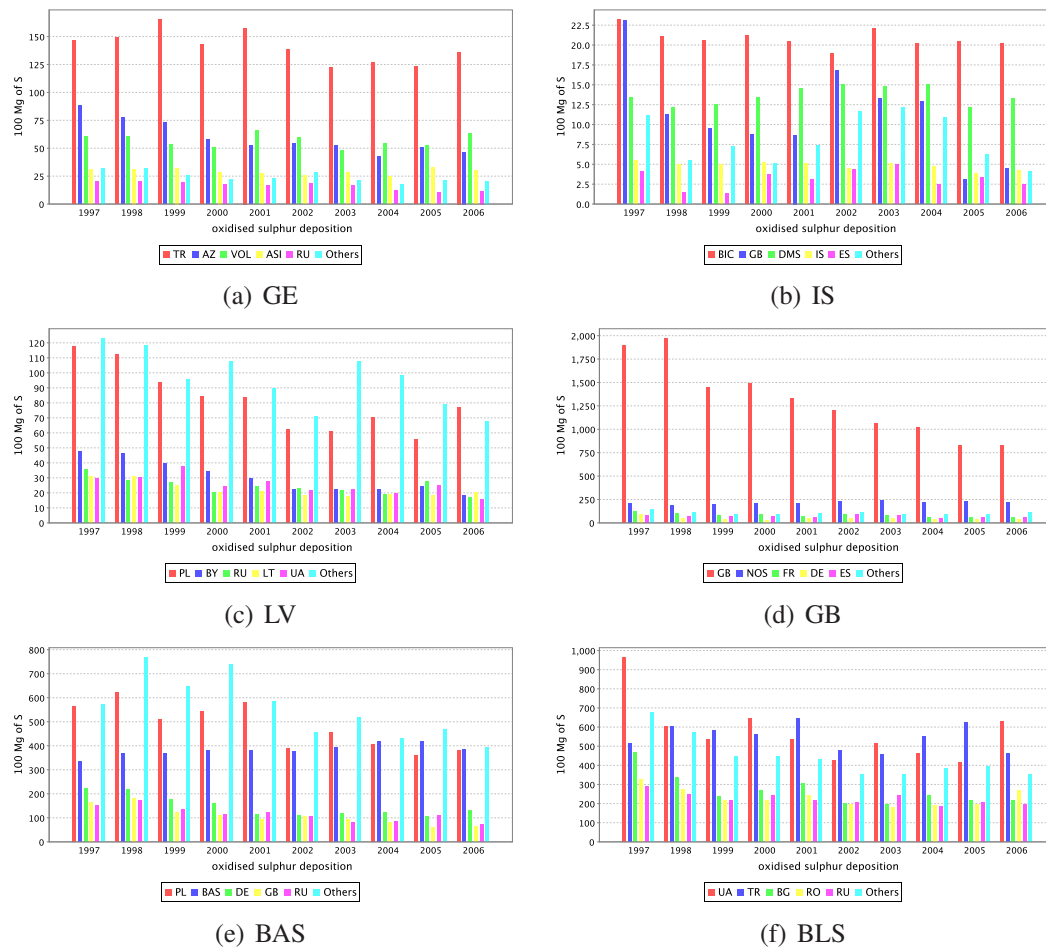 100 Mg of S
150
125
100
75
50
25
0
1997 1998 1999 2000 2001 2002 2003 2004 2005 2006
oxidised sulphur deposition
TR AZ VOL ASI RU Others
(a) GE
100 Mg of S
22.5
20.0
17.5
15.0
12.5
10.0
7.5
5.0
2.5
0.0
1997 1998 1999 2000 2001 2002 2003 2004 2005 2006
oxidised sulphur deposition
BIC GB DMS IS ES Others
(b) IS
100 Mg of S
120
110
100
90
80
70
60
50
40
30
20
10
0
1997 1998 1999 2000 2001 2002 2003 2004 2005 2006
oxidised sulphur deposition
PL BY RU LT UA Others
(c) LV
100 Mg of S
2,000
1,750
1,500
1,250
1,000
750
500
250
0
1997 1998 1999 2000 2001 2002 2003 2004 2005 2006
oxidised sulphur deposition
GB NOS FR DE ES Others
(d) GB
100 Mg of S
800
700
600
500
400
300
200
100
0
1997 1998 1999 2000 2001 2002 2003 2004 2005 2006
oxidised sulphur deposition
PL BAS DE GB RU Others
(e) BAS
100 Mg of S
1,000
900
800
700
600
500
400
300
200
100
0
1997 1998 1999 2000 2001 2002 2003 2004 2005 2006
oxidised sulphur deposition
UA TR BG RO RU Others
(f) BLS